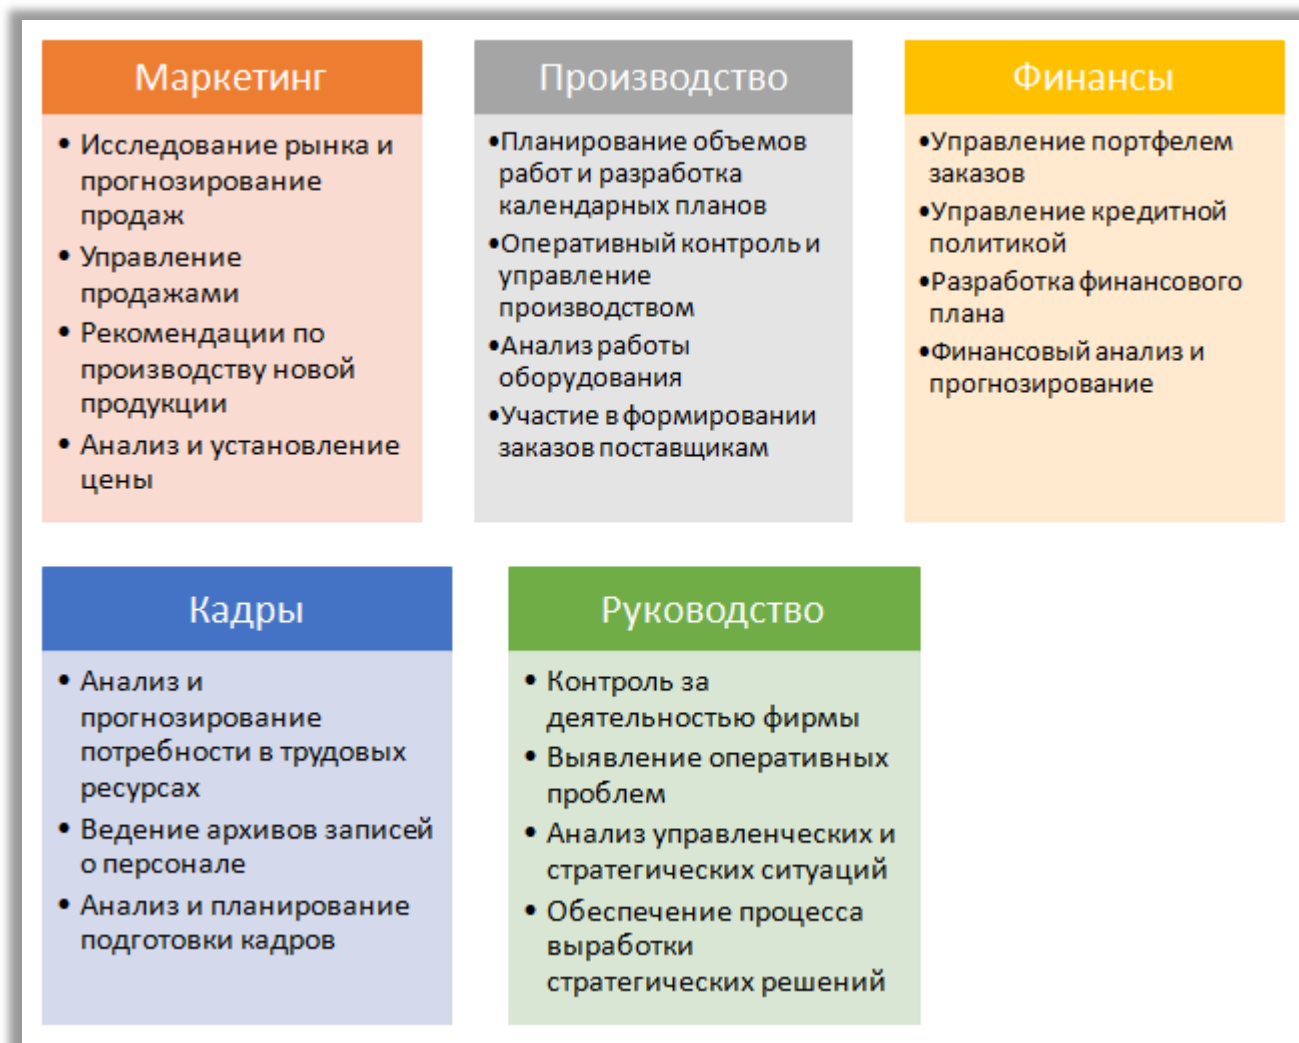 Маркетинг
• Исследование рынка и
прогнозирование
продаж
• Управление
продажами
• Рекомендации по
производству новой
продукции
• Анализ и установление
цены
Производство
•Планирование объемов
работ и разработка
календарных планов
•Оперативный контроль и
управление
производством
•Анализ работы
оборудования
•Участие в формировании
заказов поставщикам
Финансы
•Управление портфелем
заказов
•Управление кредитной
политикой
•Разработка финансового
плана
•Финансовый анализ и
прогнозирование
Кадры
• Анализ и
прогнозирование
потребности в трудовых
ресурсах
• Ведение архивов записей
о персонале
• Анализ и планирование
подготовки кадров
Руководство
• Контроль за
деятельностью фирмы
• Выявление оперативных
проблем
• Анализ управленческих и
стратегических ситуаций
• Обеспечение процесса
выработки
стратегических решений